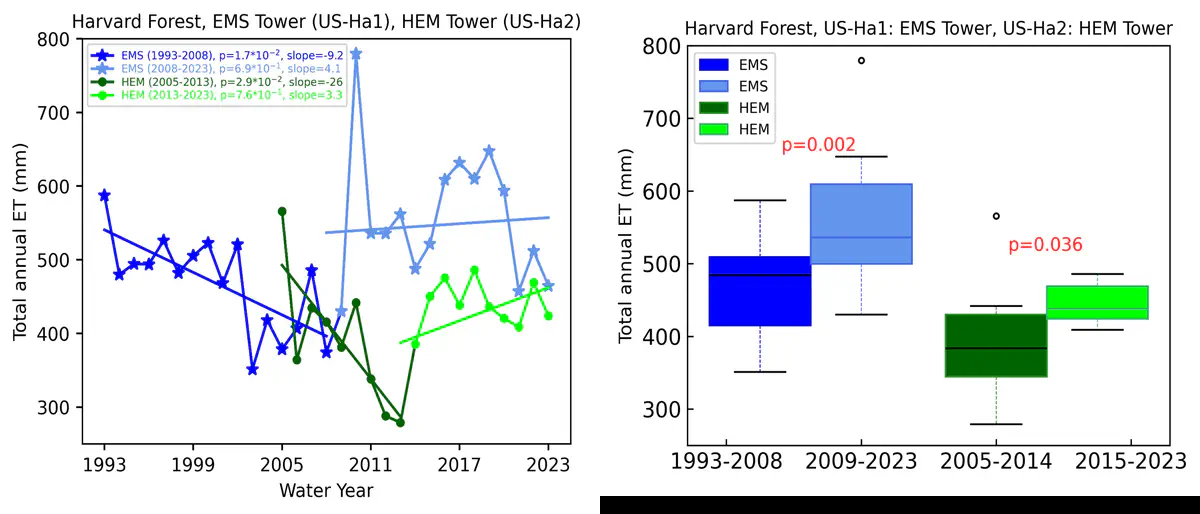 Harvard Forest, EMS Tower (US-Ha1), HEM Tower (US-Ha2)
EMS (1993-2008), p=1.7*10⁻², slope=-9.2
EMS (2008-2023), p=6.9*10⁻¹, slope=4.1
HEM (2005-2013), p=2.9*10⁻², slope=-26
HEM (2013-2023), p=7.6*10⁻¹, slope=3.3
Total annual ET (mm)
800
700
600
500
400
300
1993
1999
2005
2011
2017
2023
Water Year
Harvard Forest, US-Ha1: EMS Tower, US-Ha2: HEM Tower
EMS
EMS
HEM
HEM
p=0.002
p=0.036
Total annual ET (mm)
800
700
600
500
400
300
1993-2008
2009-2023
2005-2014
2015-2023